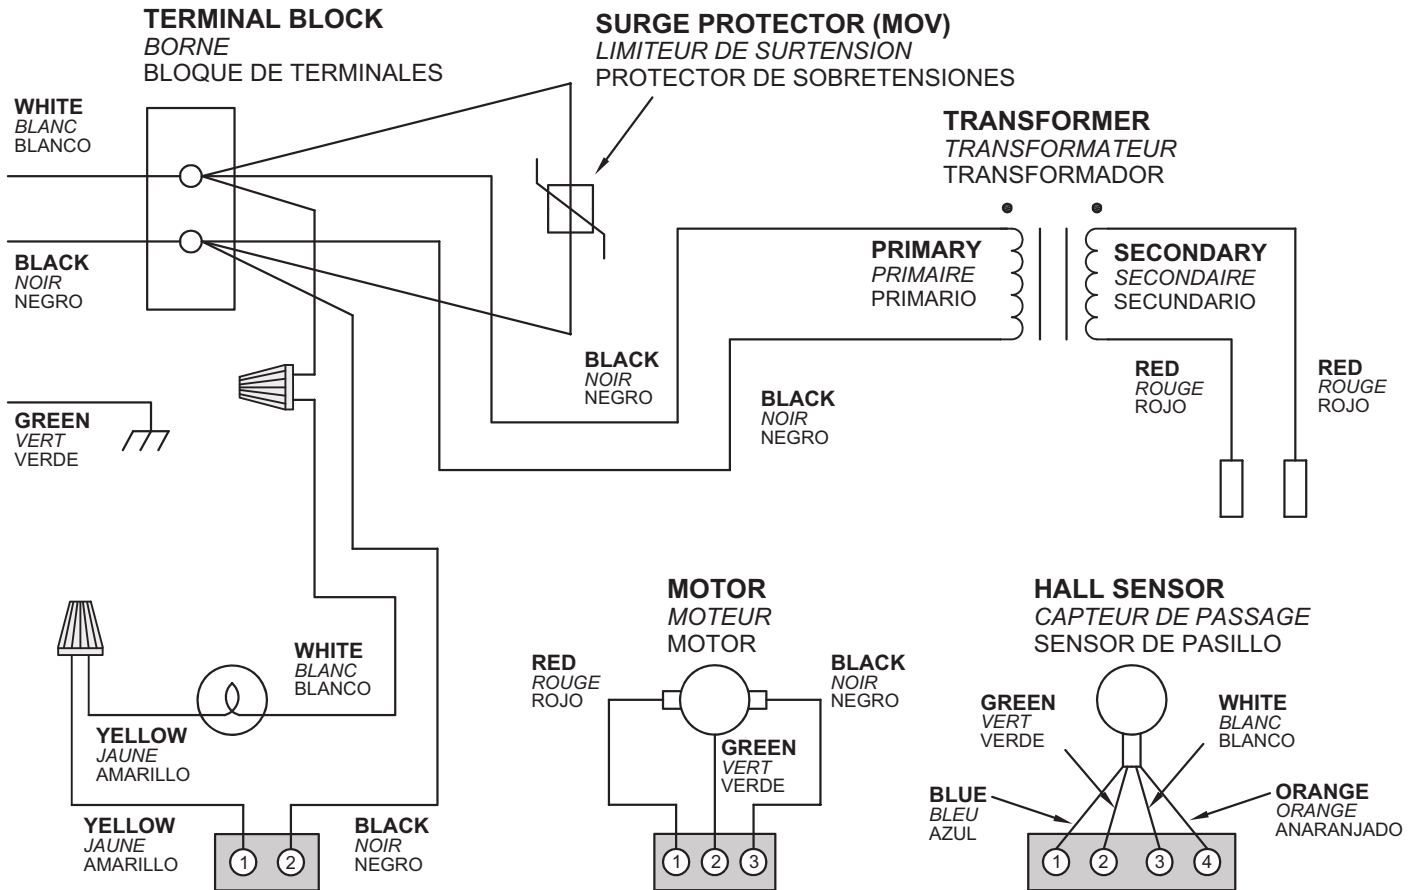 TERMINAL BLOCK
BORNE
BLOQUE DE TERMINALES
SURGE PROTECTOR (MOV)
LIMITEUR DE SURTENSION
PROTECTOR DE SOBRETENSIONES
WHITE
BLANC
BLANCO
TRANSFORMER
TRANSFORMATEUR
TRANSFORMADOR
BLACK
NOIR
NEGRO
PRIMARY
PRIMAIRE
PRIMARIO
SECONDARY
SECONDAIRE
SECUNDARIO
BLACK
NOIR
NEGRO
BLACK
NOIR
NEGRO
RED
ROUGE
ROJO
RED
ROUGE
ROJO
GREEN
VERT
VERDE
WHITE
BLANC
BLANCO
YELLOW
JAUNE
AMARILLO
YELLOW
JAUNE
AMARILLO
1
2
BLACK
NOIR
NEGRO
MOTOR
MOTEUR
MOTOR
RED
ROUGE
ROJO
BLACK
NOIR
NEGRO
GREEN
VERT
VERDE
1
2
3
HALL SENSOR
CAPTEUR DE PASSAGE
SENSOR DE PASILLO
GREEN
VERT
VERDE
WHITE
BLANC
BLANCO
BLUE
BLEU
AZUL
ORANGE
ORANGE
ANARANJADO
1
2
3
4